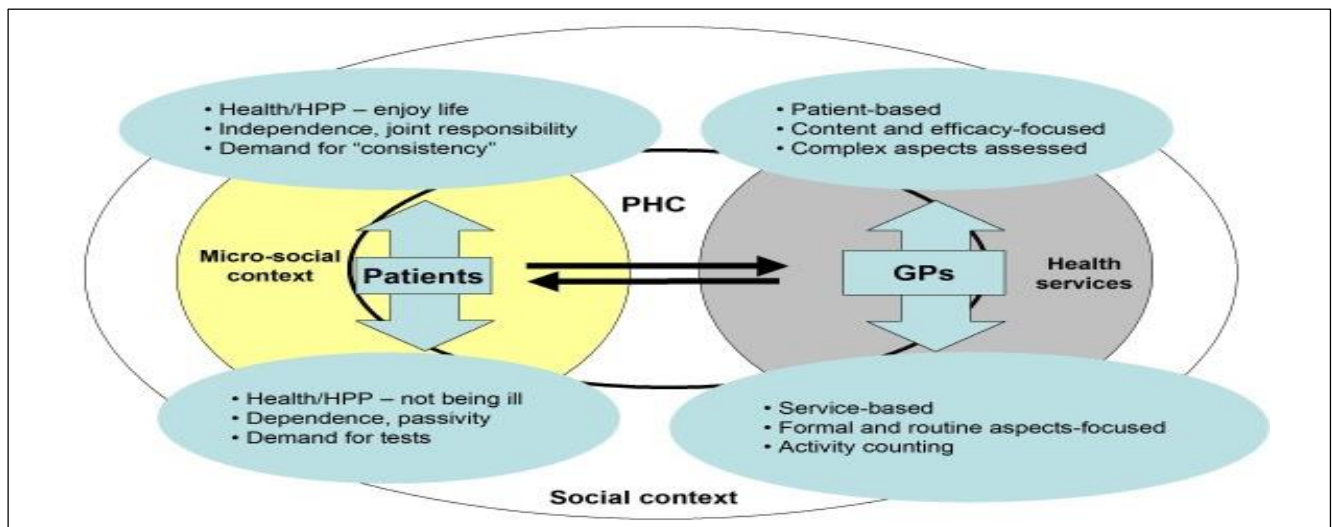 • Health/HPP – enjoy life
• Independence, joint responsibility
• Demand for “consistency”
• Patient-based
• Content and efficacy-focused
• Complex aspects assessed
PHC
Micro-social
context
Patients
GPs
Health
services
• Health/HPP – not being ill
• Dependence, passivity
• Demand for tests
• Service-based
• Formal and routine aspects-focused
• Activity counting
Social context